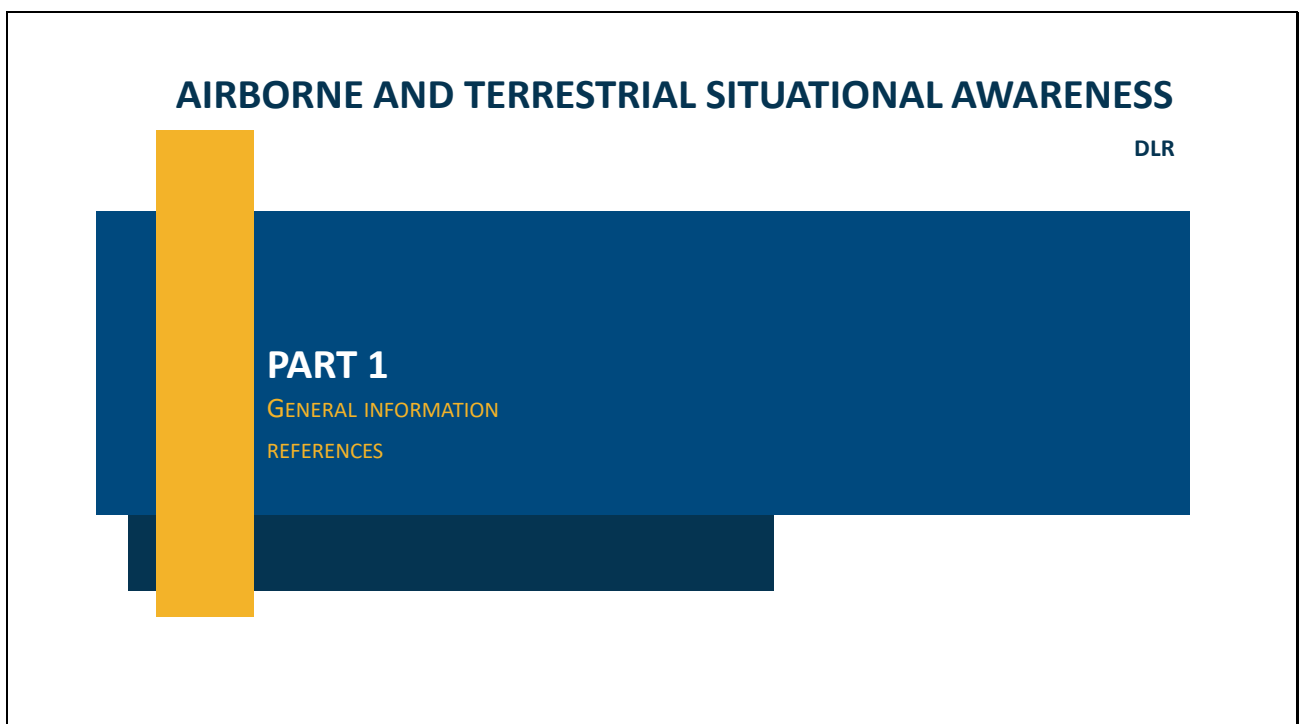 AIRBORNE AND TERRESTRIAL SITUATIONAL AWARENESS
DLR
PART 1
GENERAL INFORMATION
REFERENCES